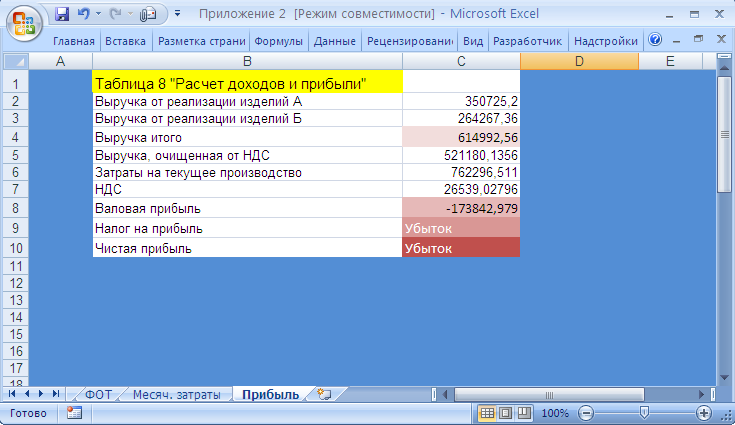 Приложение 2 [Режим совместимости] - Microsoft Excel
Главная Вставка Разметка страни Формулы Данные Рецензировани Вид Разработчик Надстройки
A B C D E
1 Таблица 8 "Расчет доходов и прибыли"
2 Выручка от реализации изделий А 350725,2
3 Выручка от реализации изделий Б 264267,36
4 Выручка итого 614992,56
5 Выручка, очищенная от НДС 521180,1356
6 Затраты на текущее производство 762296,511
7 НДС 26539,02796
8 Валовая прибыль -173842,979
9 Налог на прибыль Убыток
10 Чистая прибыль Убыток
11
12
13
14
15
16
17
18
ФОТ Месяч. затраты Прибыль
Готово 100%